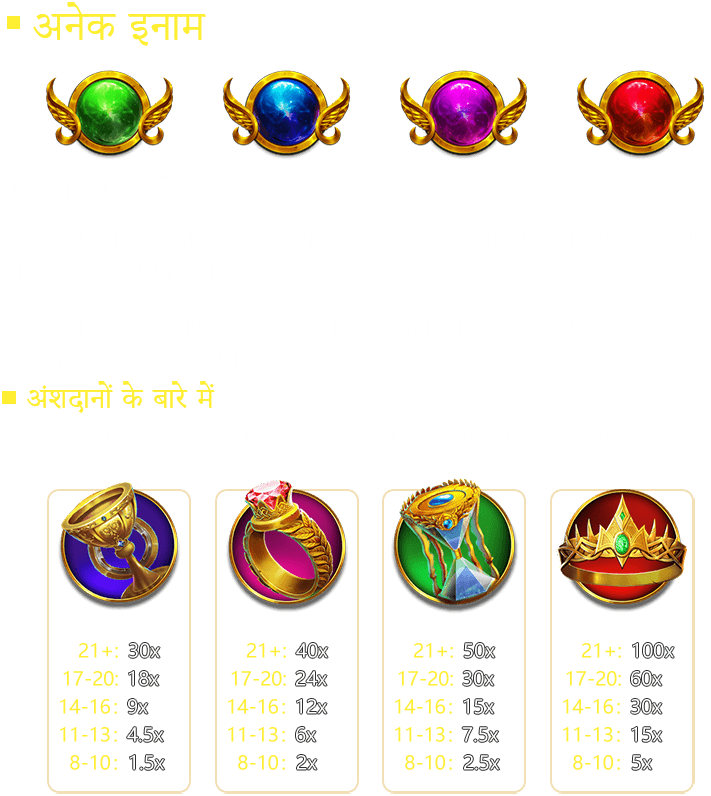 अनेक इनाम
अंशदानों के बारे में
21+: 30x
17-20: 18x
14-16: 9x
11-13: 4.5x
8-10: 1.5x
21+: 40x
17-20: 24x
14-16: 12x
11-13: 6x
8-10: 2x
21+: 50x
17-20: 30x
14-16: 15x
11-13: 7.5x
8-10: 2.5x
21+: 100x
17-20: 60x
14-16: 30x
11-13: 15x
8-10: 5x